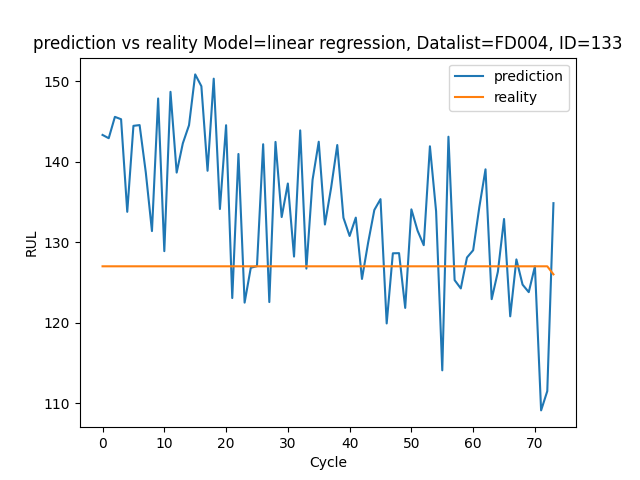 prediction vs reality Model=linear regression, Datalist=FD004, ID=133
prediction
reality
150
140
130
120
110
RUL
0 10 20 30 40 50 60 70
Cycle